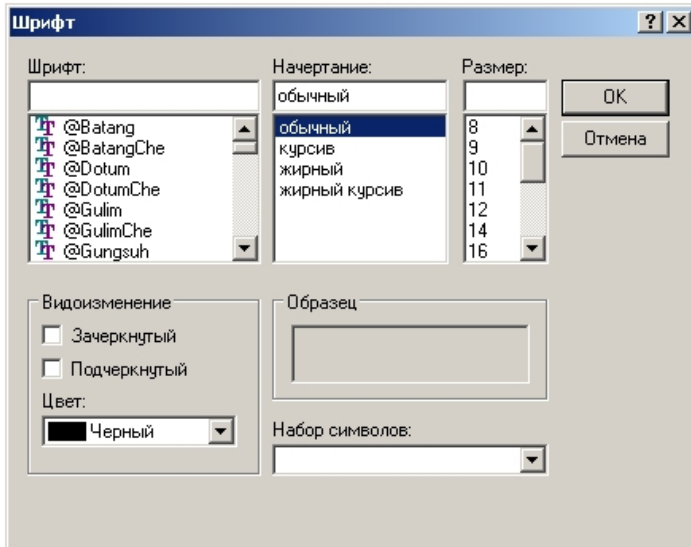 Шрифт
Шрифт:
@Batang
@BatangChe
@Dotum
@DotumChe
@Gulim
@GulimChe
@Gungsuh
Начертание:
обычный
обычный
курсив
жирный
жирный курсив
Размер:
8
9
10
11
12
14
16
OK
Отмена
Видоизменение
Зачеркнутый
Подчеркнутый
Цвет:
Черный
Образец
Набор символов: